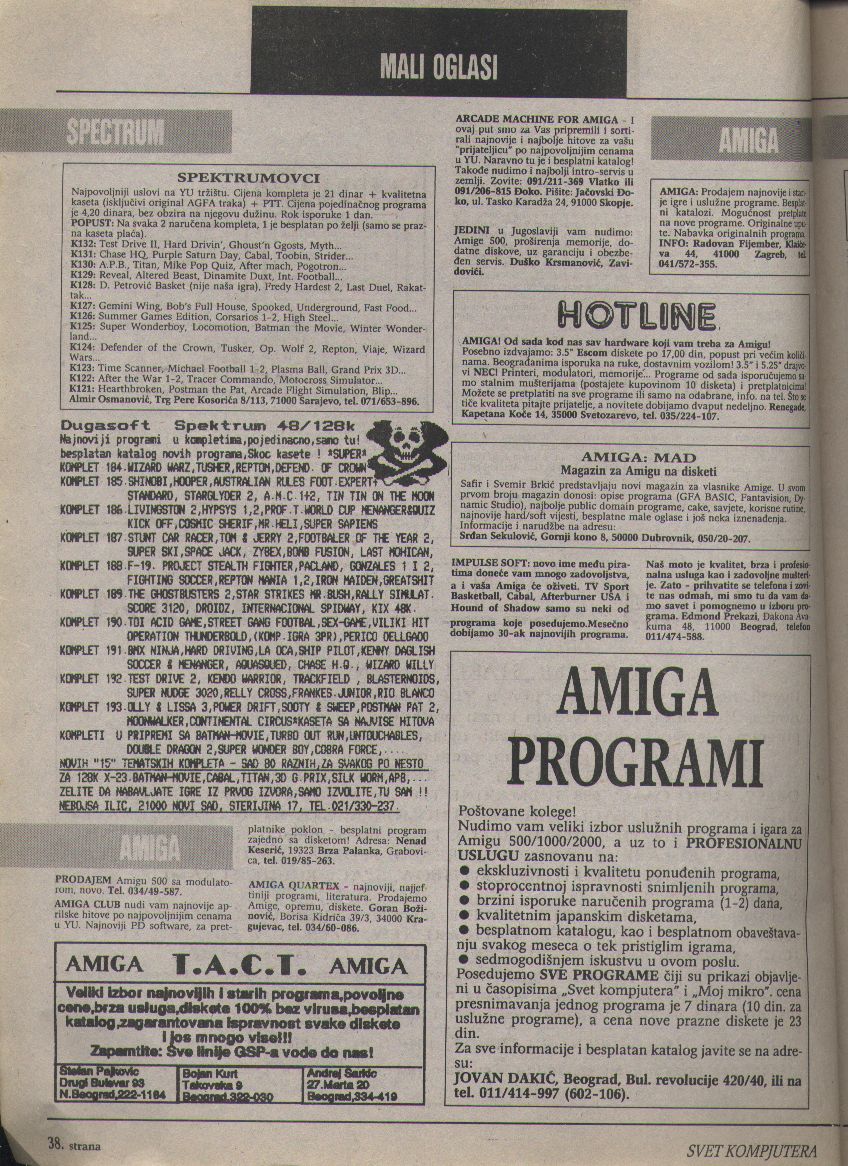 MALI OGLASI
SPECTRUM
SPEKTRUMOVCI
Najpovoljniji uslovi na YU tržištu. Cijena kompleta je 21 dinar + kvalitetna
kaseta (isključivi original AGFA traka) + PTT. Cijena pojedinačnog programa
je 4,20 dinara, bez obzira na njegovu dužinu. Rok isporuke 1 dan.
POPUST: Na svaka 2 naručena kompleta, 1 je besplatan po želji (samo se praz-
na kaseta plaća).
K132: Test Drive II, Hard Drivin', Ghoust'n Ggosts, Myth...
K131: Chase HQ, Purple Saturn Day, Cabal, Toobin, Strider...
K130: A.P.B., Titan, Mike Pop Quiz, After mach, Pogotron...
K129: Reveal, Altered Beast, Dinamite Duxt, Int. Football...
K128: D. Petrović Basket (nije naša igra), Fredy Hardest 2, Last Duel, Rakat-
tak...
K127: Gemini Wing, Bob's Pull House, Spooked, Underground, Fast Food...
K126: Summer Games Edition, Corsarios 1-2, High Steel...
K125: Super Wonderboy, Locomotion, Batman the Movie, Winter Wonder-
land...
K124: Defender of the Crown, Tusker, Op. Wolf 2, Repton, Viaje, Wizard
Wars...
K123: Time Scanner, Michael Football 1-2, Plasma Ball, Grand Prix 3D...
K122: After the War 1-2, Tracer Commando, Motocross Simulator...
K121: Hearthbroken, Postman the Pat, Arcade Flight Simulation, Blip...
Almir Osmanović, Trg Pere Kosorića 8/113, 71000 Sarajevo, tel. 071/653-896.
Dugasoft Spektrum 48/128k
Najnoviji programi u kompletima,pojedinacno,samo tu!
besplatan katalog novih programa,Skoc kasete ! *SUPER*
KOMPLET 184.WIZARD WARZ,TUSHER,REPTON,DEFEND. OF CROWN
KOMPLET 185.SHINOBI,HOOPER,AUSTRALIAN RULES FOOT.EXPERT
STANDARD, STARGLYDER 2, A.M.C.1+2, TIN TIN ON THE MOON
KOMPLET 186.LIVINGSTON 2,HYPSYS 1,2,PROF.T.WORLD CUP MENANGER&QUIZ
KICK OFF,COSMIC SHERIF,MR.HELI,SUPER SAPIENS
KOMPLET 187.STUNT CAR RACER,TOM & JERRY 2,FOOTBALER OF THE YEAR 2,
SUPER SKI,SPACE JACK, ZYBEX,BOMB FUSION, LAST MOHICAN,
KOMPLET 188.F-19. PROJECT STEALTH FIGHTER,PACLAND, GONZALES 1 I 2,
FIGHTING SOCCER,REPTON MANIA 1,2,IRON MAIDEN,GREATSHIT
KOMPLET 189.THE GHOSTBUSTERS 2,STAR STRIKES MR.BUSH,RALLY SIMULAT.
SCORE 3120, DROIDZ, INTERNACIONAL SPIDWAY, KIX 48K.
KOMPLET 190.TOI ACID GAME,STREET GANG FOOTBAL,SEX-GAME,VILIKI HIT
OPERATION THUNDERBOLD,(KOMP.IGRA 3PR),PERICO DELLGADO
KOMPLET 191.BMX NINJA,HARD DRIVING,LA OCA,SHIP PILOT,KENNY DAGLISH
SOCCER & MENANGER, AQUASQUED, CHASE H.Q., WIZARD WILLY
KOMPLET 192.TEST DRIVE 2, KENDO WARRIOR, TRACKFIELD , BLASTERNOIDS,
SUPER NUDGE 3020,RELLY CROSS,FRANKES.JUNIOR,RIO BLANCO
KOMPLET 193.OLLY & LISSA 3,POWER DRIFT,SOOTY & SWEEP,POSTMAN PAT 2,
MOONWALKER,CONTINENTAL CIRCUS*KASETA SA NAJVISE HITOVA
KOMPLETI U PRIPREMI SA BATMAN-MOVIE,TURBO OUT RUN,UNTOUCHABLES,
DOUBLE DRAGON 2,SUPER WONDER BOY,COBRA FORCE,....
NOVIH "15" TEMATSKIH KOMPLETA - SAD 80 RAZNIH,ZA SVAKOG PO NESTO
ZA 128K X-23.BATMAN-MOVIE,CABAL,TITAN,3D G.PRIX,SILK WORM,APB,...
ZELITE DA NABAVLJATE IGRE IZ PRVOG IZVORA,SAMO IZVOLITE,TU SAM !!
NEBOJSA ILIC, 21000 NOVI SAD, STERIJINA 17, TEL.021/330-237.
AMIGA
PRODAJEM Amigu 500 sa modulato-
rom, novo. Tel. 034/49-587.
AMIGA CLUB nudi vam najnovije ap-
rilske hitove po najpovoljnijim cenama
u YU. Najnoviji PD software, za pret-
platnike poklon - besplatni program
zajedno sa disketom! Adresa: Nenad
Keserić, 19323 Brza Palanka, Grabovi-
ca, tel. 019/85-263.
AMIGA QUARTEX - najnoviji, najjef-
tiniji programi, literatura. Prodajemo
Amige, opremu, diskete. Goran Boži-
nović, Borisa Kidriča 39/3, 34000 Kra-
gujevac, tel. 034/60-086.
AMIGA T.A.C.T. AMIGA
Veliki izbor najnovijih i starih programa,povoljne
cene,brza usluga,diskete 100% bez virusa,besplatan
katalog,zagarantovana ispravnost svake diskete
i jos mnogo vise!!!
Zapamtite: Sve linije GSP-a vode do nas!
Stefan Pajkovic
Drugi Bulevar 93
N.Beograd,222-1184
Bojan Kurt
Takovska 9
Beograd,322-030
Andrej Sarkic
27.Marta 20
Beograd,334-419
ARCADE MACHINE FOR AMIGA - I
ovaj put smo za Vas pripremili i sorti-
rali najnovije i najbolje hitove za vašu
"prijateljicu" po najpovoljnijim cenama
u YU. Naravno tu je i besplatni katalog!
Takođe nudimo i najbolji intro-servis u
zemlji. Zovite: 091/211-369 Vlatko ili
091/206-815 Đoko. Pišite: Jačovski Đo-
ko, ul. Tasko Karadža 24, 91000 Skopje.
JEDINI u Jugoslaviji vam nudimo:
Amige 500, proširenja memorije, do-
datne diskove, uz garanciju i obezbe-
đen servis. Duško Krsmanović, Zavi-
dovići.
AMIGA
AMIGA: Prodajem najnovije i star-
je igre i uslužne programe. Besplat-
ni katalozi. Mogućnost pretplate
na nove programe. Originalne upu-
te. Nabavka originalnih programa.
INFO: Radovan Fijember, Klaiće-
va 44, 41000 Zagreb, tel
041/572-355.
HOTLINE
AMIGA! Od sada kod nas sav hardware koji vam treba za Amigu!
Posebno izdvajamo: 3.5" Escom diskete po 17,00 din, popust pri većim količi-
nama. Beograđanima isporuka na ruke, dostavnim vozilom! 3.5" i 5.25" drajvo-
vi NEC! Printeri, modulatori, memorije... Programe od sada isporučujemo sa-
mo stalnim mušterijama (postajete kupovinom 10 disketa) i pretplatnicima!
Možete se pretplatiti na sve programe ili samo na odabrane, info. na tel. Što se
tiče kvaliteta pitajte prijatelje, a novitete dobijamo dvaput nedeljno. Renegade,
Kapetana Koče 14, 35000 Svetozarevo, tel. 035/224-107.
AMIGA: MAD
Magazin za Amigu na disketi
Safir i Svemir Brkić predstavljaju novi magazin za vlasnike Amige. U svom
prvom broju magazin donosi: opise programa (GFA BASIC, Fantavision, Dy-
namic Studio), najbolje public domain programe, cake, savjete, korisne rutine,
najnovije hard/soft vijesti, besplatne male oglase i još neka iznenađenja.
Informacije i narudžbe na adresu:
Srđan Sekulović, Gornji kono 8, 50000 Dubrovnik, 050/20-207.
IMPULSE SOFT: novo ime među pira-
tima doneće vam mnogo zadovoljstva,
a i vaša Amiga će oživeti. TV Sport
Basketball, Cabal, Afterburner USA i
Hound of Shadow samo su neki od
programa koje posedujemo.Mesečno
dobijamo 30-ak najnovijih programa.
Naš moto je kvalitet, brza i profesio-
nalna usluga kao i zadovoljne mušteri-
je. Zato - prihvatite se telefona i zovi-
te nas odmah, mi smo tu da vam da-
mo savet i pomognemo u izboru pro-
grama. Edmond Prekazi, Đakona Ava-
kuma 48, 11000 Beograd, telefon
011/474-588.
AMIGA
PROGRAMI
Poštovane kolege!
Nudimo vam veliki izbor uslužnih programa i igara za
Amigu 500/1000/2000, a uz to i PROFESIONALNU
USLUGU zasnovanu na:
● ekskluzivnosti i kvalitetu ponuđenih programa,
● stoprocentnoj ispravnosti snimljenih programa,
● brzini isporuke naručenih programa (1-2) dana,
● kvalitetnim japanskim disketama,
● besplatnom katalogu, kao i besplatnom obaveštava-
nju svakog meseca o tek pristiglim igrama,
● sedmogodišnjem iskustvu u ovom poslu.
Posedujemo SVE PROGRAME čiji su prikazi objavlje-
ni u časopisima „Svet kompjutera" i „Moj mikro". cena
presnimavanja jednog programa je 7 dinara (10 din. za
uslužne programe), a cena nove prazne diskete je 23
din.
Za sve informacije i besplatan katalog javite se na adre-
su:
JOVAN DAKIĆ, Beograd, Bul. revolucije 420/40, ili na
tel. 011/414-997 (602-106).
38. strana
SVET KOMPJUTERA